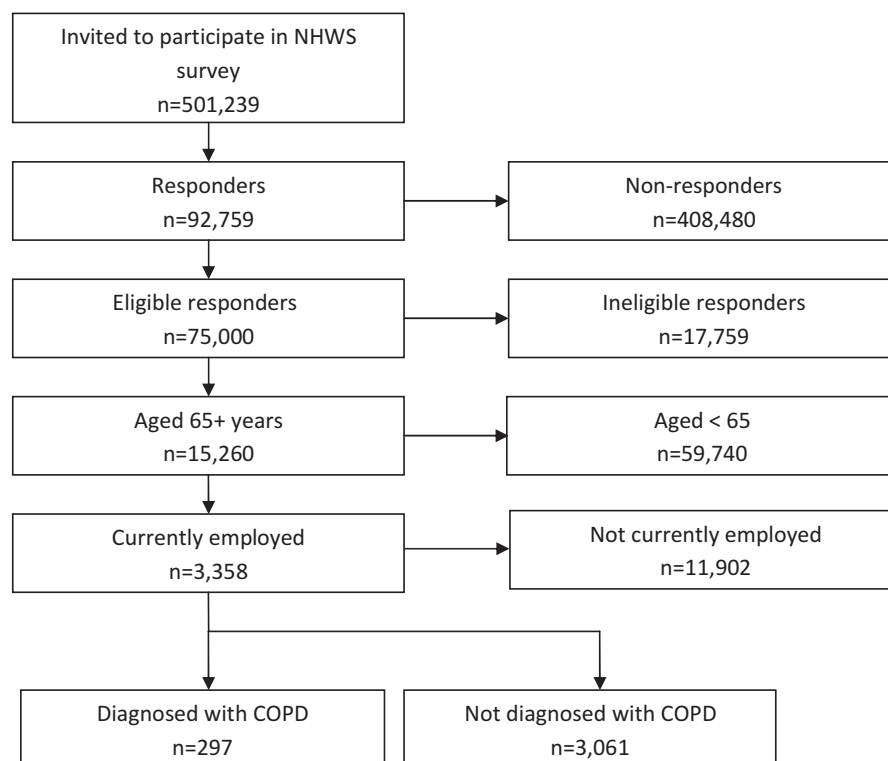 Invited to participate in NHWS
survey
n=501,239
Responders
n=92,759
Non-responders
n=408,480
Eligible responders
n=75,000
Ineligible responders
n=17,759
Aged 65+ years
n=15,260
Aged < 65
n=59,740
Currently employed
n=3,358
Not currently employed
n=11,902
Diagnosed with COPD
n=297
Not diagnosed with COPD
n=3,061